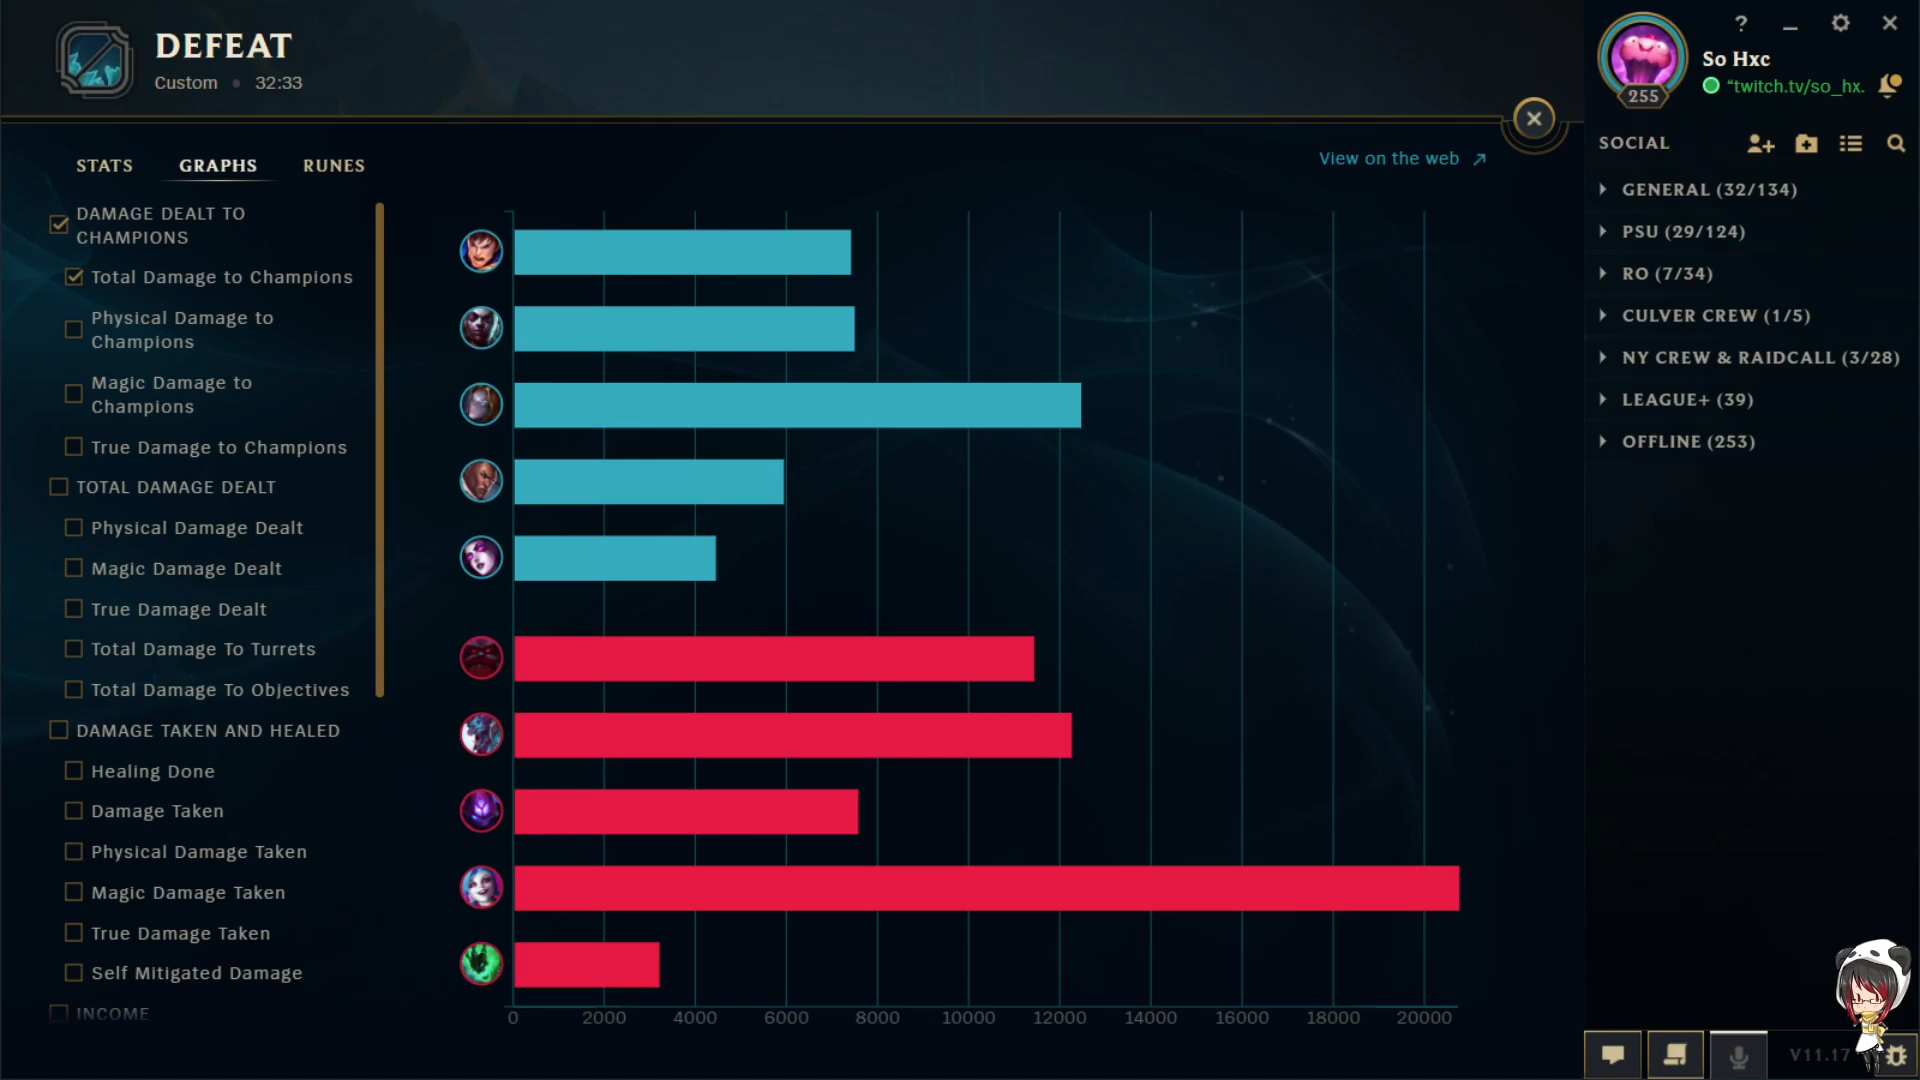 DEFEAT
Custom • 32:33
STATS GRAPHS RUNES
View on the web
DAMAGE DEALT TO
CHAMPIONS
Total Damage to Champions
Physical Damage to
Champions
Magic Damage to
Champions
True Damage to Champions
TOTAL DAMAGE DEALT
Physical Damage Dealt
Magic Damage Dealt
True Damage Dealt
Total Damage To Turrets
Total Damage To Objectives
DAMAGE TAKEN AND HEALED
Healing Done
Damage Taken
Physical Damage Taken
Magic Damage Taken
True Damage Taken
Self Mitigated Damage
INCOME
0 2000 4000 6000 8000 10000 12000 14000 16000 18000 20000
?
So Hxc
"twitch.tv/so_hx.
255
SOCIAL
GENERAL (32/134)
PSU (29/124)
RO (7/34)
CULVER CREW (1/5)
NY CREW & RAIDCALL (3/28)
LEAGUE+ (39)
OFFLINE (253)
V11.17